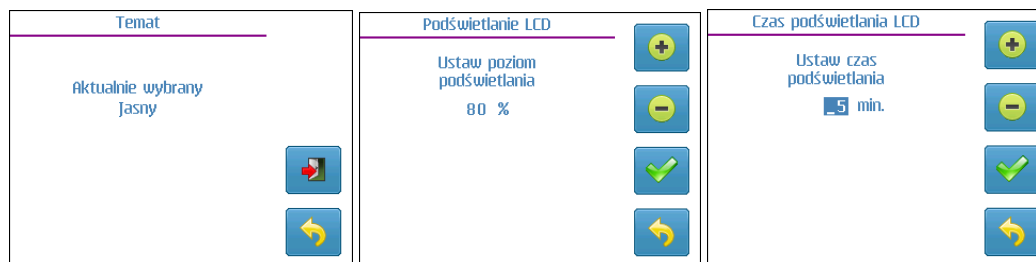 Temat
Aktualnie wybrany
Jasny
Podświetlanie LCD
Ustaw poziom
podświetlania
80 %
Czas podświetlania LCD
Ustaw czas
podświetlania
_5 min.